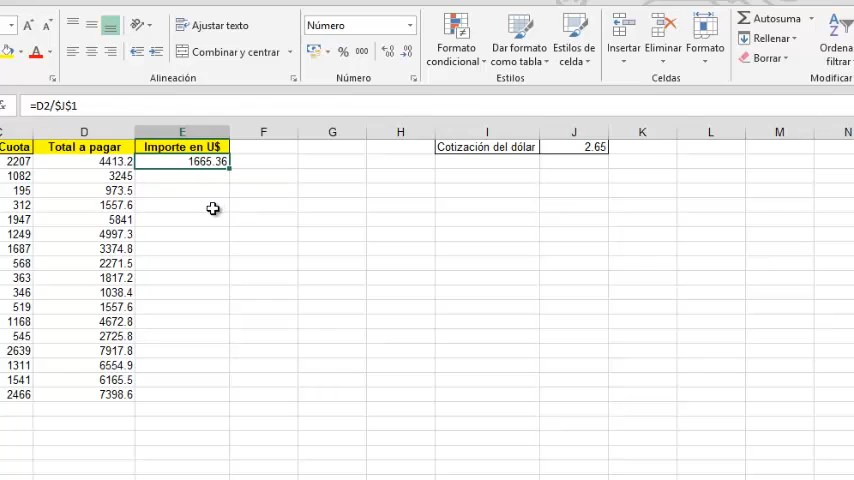 Ajustar texto
Número
Autosuma
Combinar y centrar
% 000
Formato condicional
Dar formato como tabla
Estilos de celda
Insertar
Eliminar
Formato
Rellenar
Borrar
Ordena
filtrar
Alineación
Número
Estilos
Celdas
Modificar
=D2/$J$1
C D E F G H I J K L M N
Cuota Total a pagar Importe en U$ Cotización del dólar 2.65
2207 4413.2 1665.36
1082 3245
195 973.5
312 1557.6
1947 5841
1249 4997.3
1687 3374.8
568 2271.5
363 1817.2
346 1038.4
519 1557.6
1168 4672.8
545 2725.8
2639 7917.8
1311 6554.9
1541 6165.5
2466 7398.6